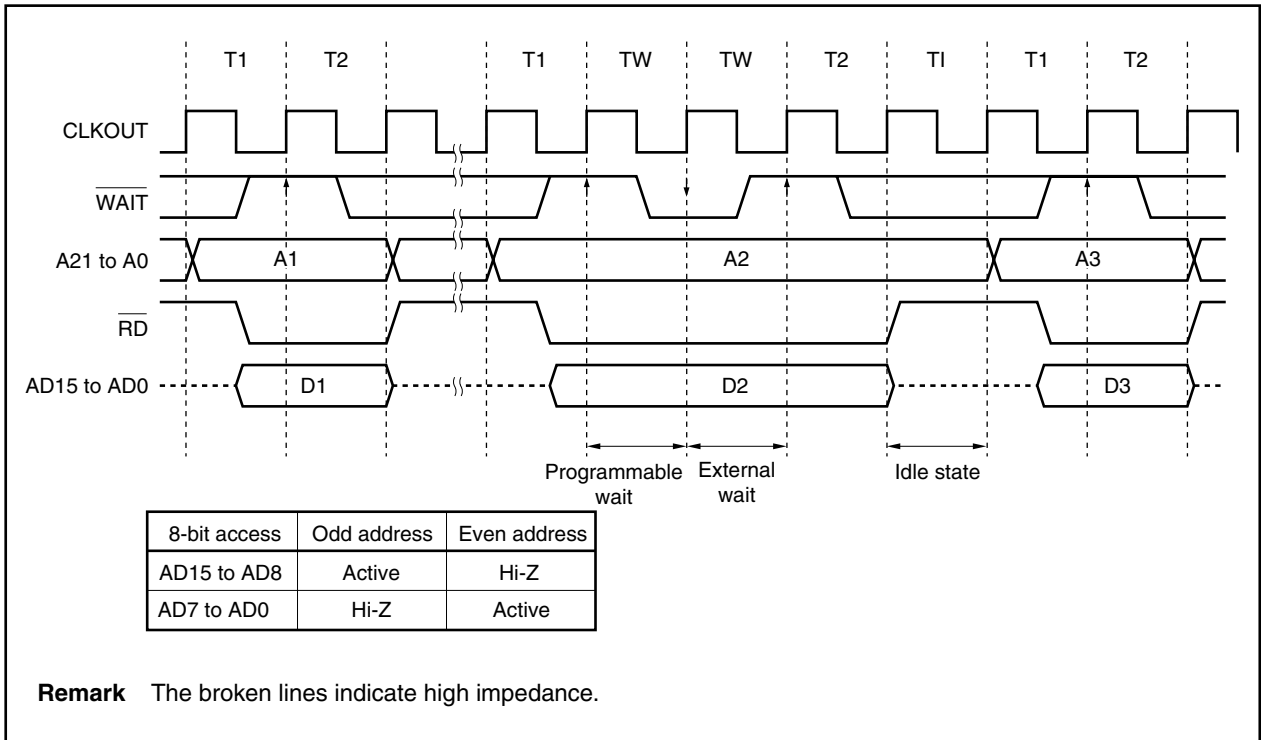 T1 T2 T1 TW TW T2 TI T1 T2
CLKOUT
WAIT
A21 to A0 A1 A2 A3
RD
AD15 to AD0 D1 D2 D3
Programmable wait
External wait
Idle state
8-bit access Odd address Even address
AD15 to AD8 Active Hi-Z
AD7 to AD0 Hi-Z Active
Remark The broken lines indicate high impedance.